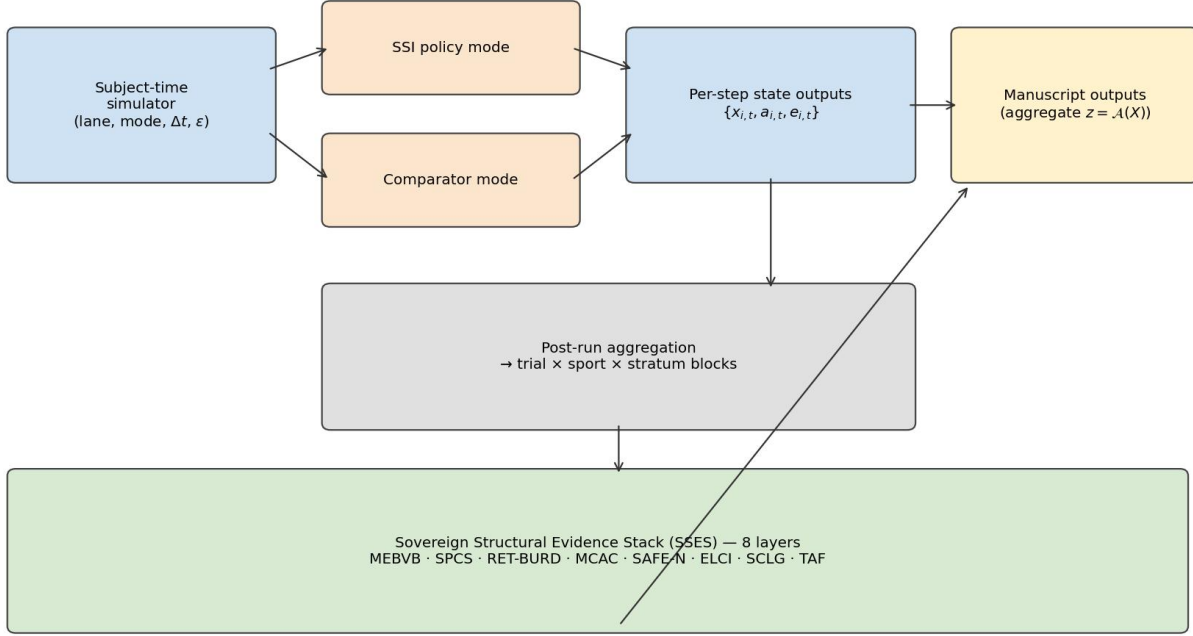 Subject-time
simulator
(lane, mode, Δt, ε)
SSI policy mode
Comparator mode
Per-step state outputs
{x_{i,t}, a_{i,t}, e_{i,t}}
Manuscript outputs
(aggregate z = 𝒜(X))
Post-run aggregation
→ trial × sport × stratum blocks
Sovereign Structural Evidence Stack (SSES) — 8 layers
MEBVB · SPCS · RET-BURD · MCAC · SAFE-N · ELCI · SCLG · TAF